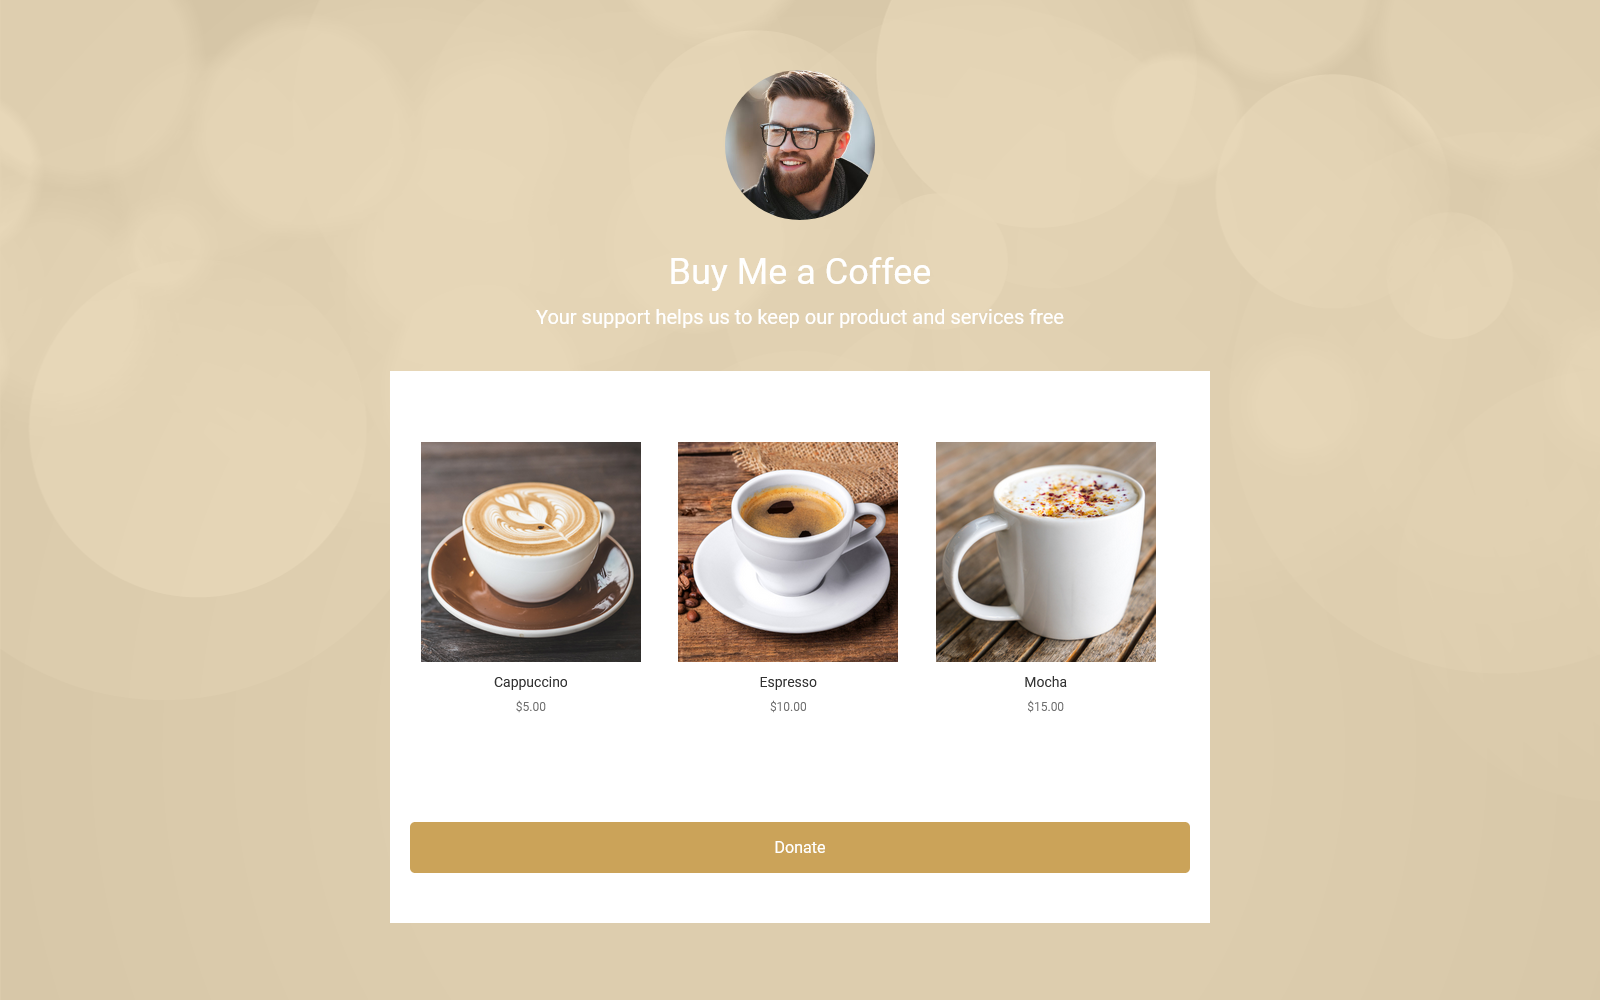 Buy Me a Coffee
Your support helps us to keep our product and services free
Cappuccino
$5.00
Espresso
$10.00
Mocha
$15.00
Donate